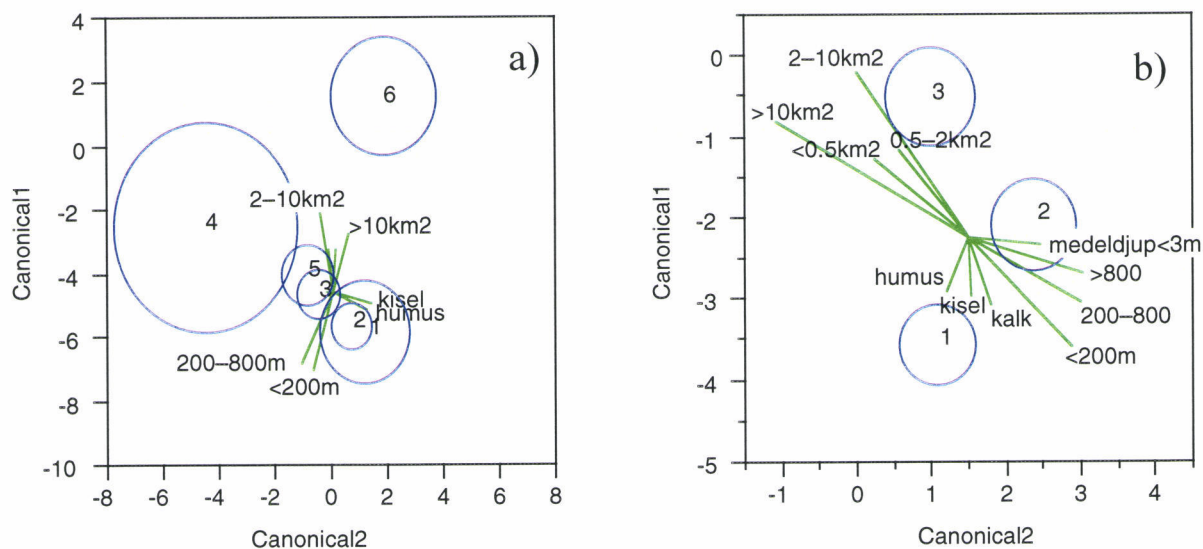 a)
4
2
0
-2
-4
-6
-8
-10
Canonical1
6
4
2–10km2
>10km2
5
3
kisel
humus
2
1
200–800m
<200m
-8
-6
-4
-2
0
2
4
6
8
Canonical2
b)
0
-1
-2
-3
-4
-5
Canonical1
2–10km2
3
>10km2
0.5–2km2
<0.5km2
2
medeldjup<3m
>800
humus
kisel
kalk
200–800
1
<200m
-1
0
1
2
3
4
Canonical2